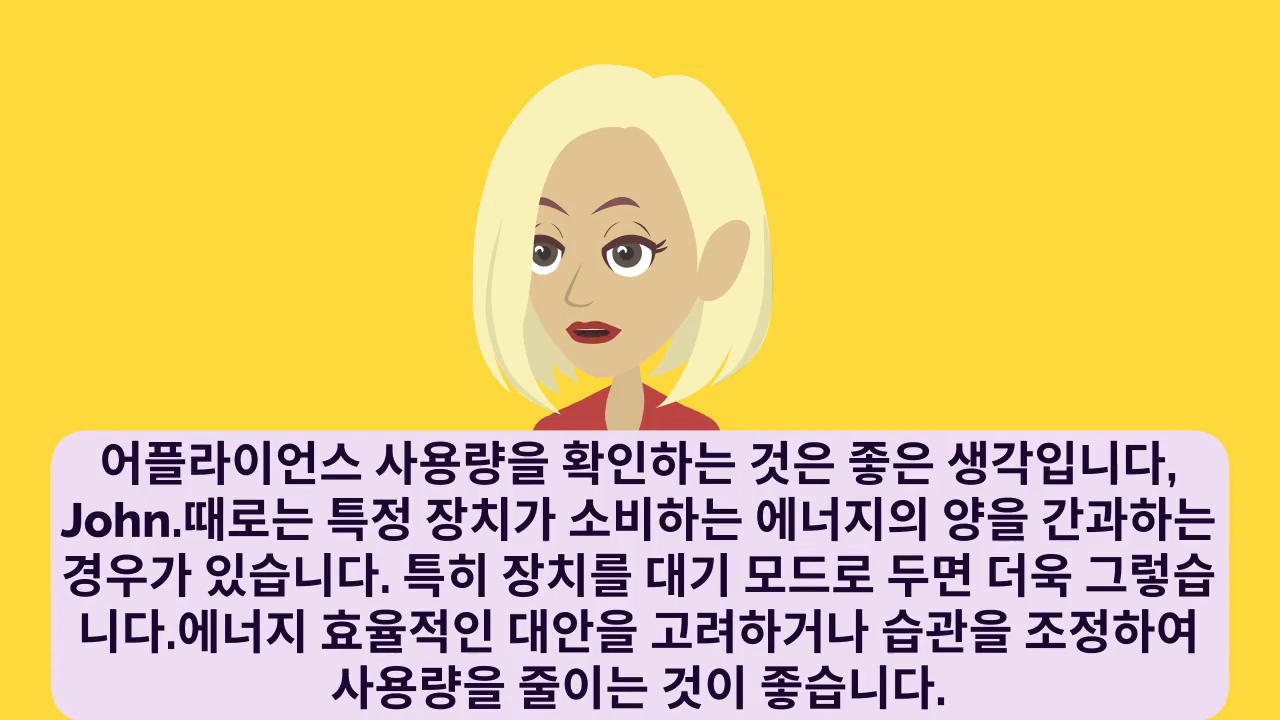 어플라이언스 사용량을 확인하는 것은 좋은 생각입니다,
John.때로는 특정 장치가 소비하는 에너지의 양을 간과하는
경우가 있습니다. 특히 장치를 대기 모드로 두면 더욱 그렇습
니다.에너지 효율적인 대안을 고려하거나 습관을 조정하여
사용량을 줄이는 것이 좋습니다.